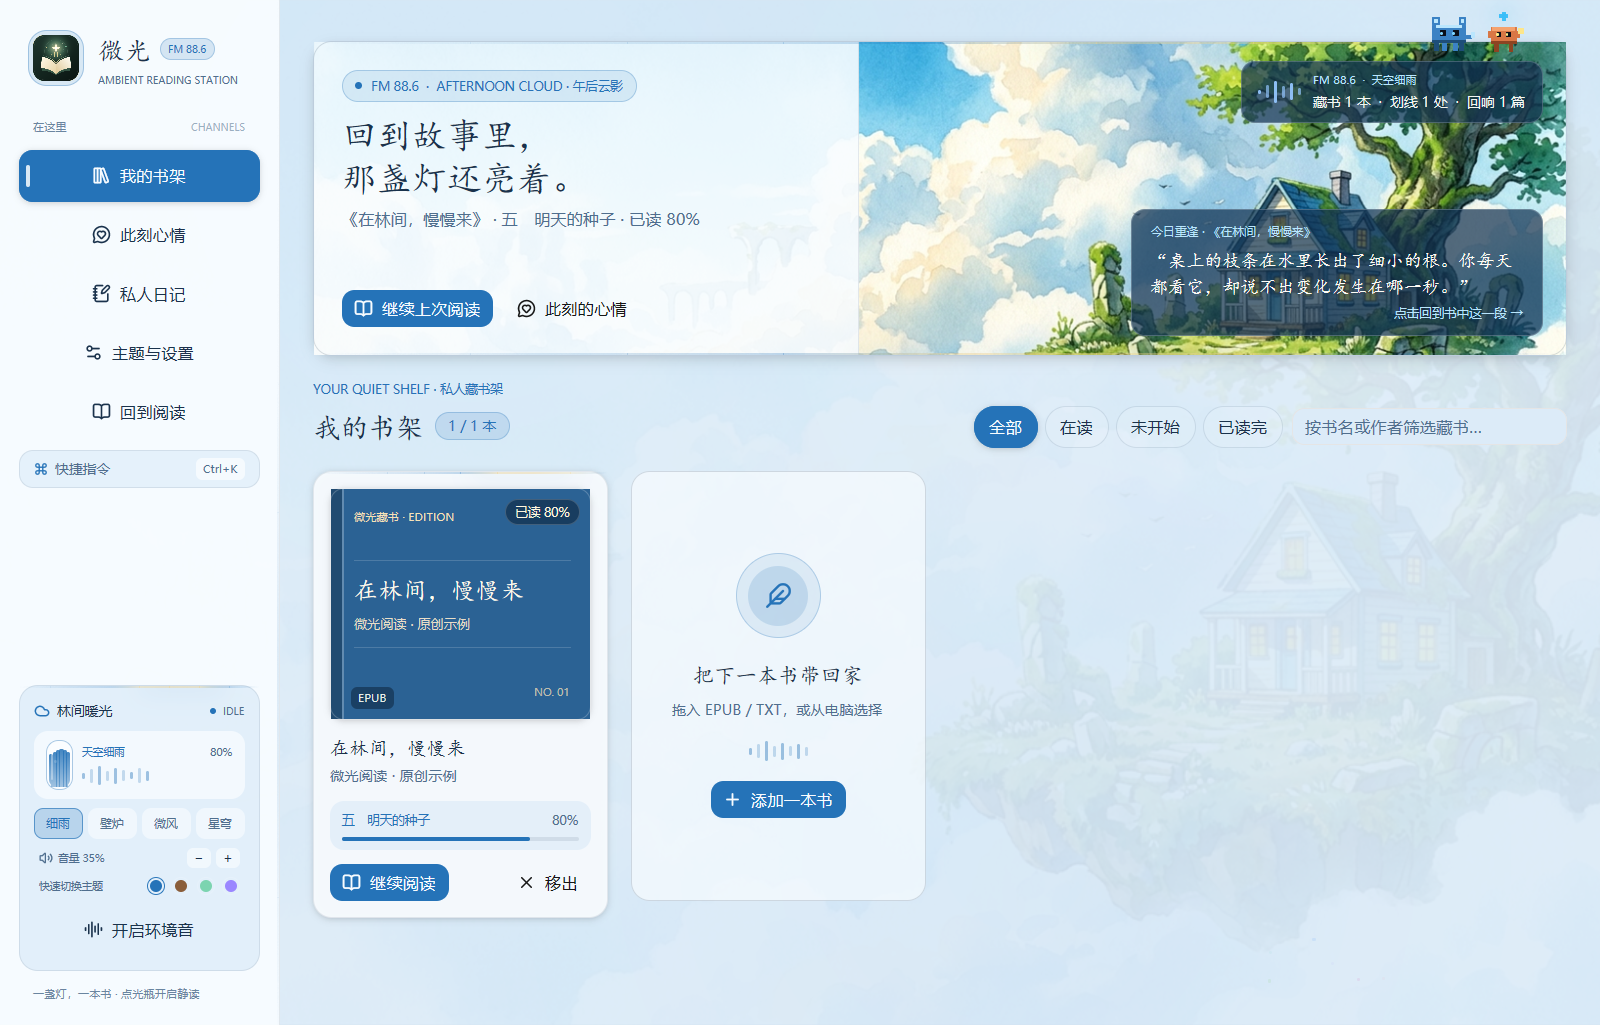 微光 FM 88.6
AMBIENT READING STATION
在这里 CHANNELS
我的书架
此刻心情
私人日记
主题与设置
回到阅读
快捷指令 Ctrl+K
林间暖光 IDLE
天空细雨 80%
细雨 壁炉 微风 星穹
音量 35% − +
快速切换主题
开启环境音
一盏灯，一本书 · 点光瓶开启静读
FM 88.6 · AFTERNOON CLOUD · 午后云影
回到故事里，
那盏灯还亮着。
《在林间，慢慢来》 · 五　明天的种子 · 已读 80%
继续上次阅读 此刻的心情
FM 88.6 · 天空细雨
藏书 1 本 · 划线 1 处 · 回响 1 篇
今日重逢 · 《在林间，慢慢来》
“桌上的枝条在水里长出了细小的根。你每天
都看它，却说不出变化发生在哪一秒。”
点击回到书中这一段 →
YOUR QUIET SHELF · 私人藏书架
我的书架 1 / 1 本
全部 在读 未开始 已读完 按书名或作者筛选藏书...
微光藏书 · EDITION 已读 80%
在林间，慢慢来
微光阅读 · 原创示例
EPUB NO. 01
在林间，慢慢来
微光阅读 · 原创示例
五　明天的种子 80%
继续阅读 移出
把下一本书带回家
拖入 EPUB / TXT，或从电脑选择
添加一本书